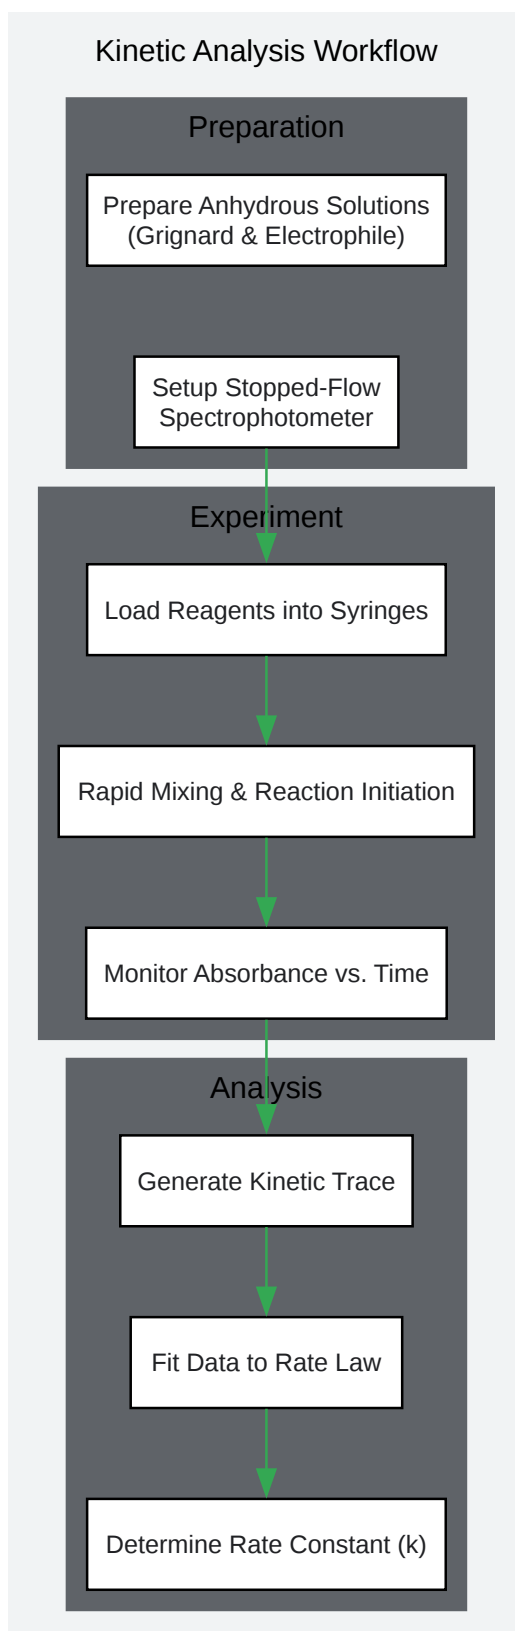 Kinetic Analysis Workflow
Preparation
Prepare Anhydrous Solutions
(Grignard & Electrophile)
Setup Stopped-Flow
Spectrophotometer
Experiment
Load Reagents into Syringes
Rapid Mixing & Reaction Initiation
Monitor Absorbance vs. Time
Analysis
Generate Kinetic Trace
Fit Data to Rate Law
Determine Rate Constant (k)